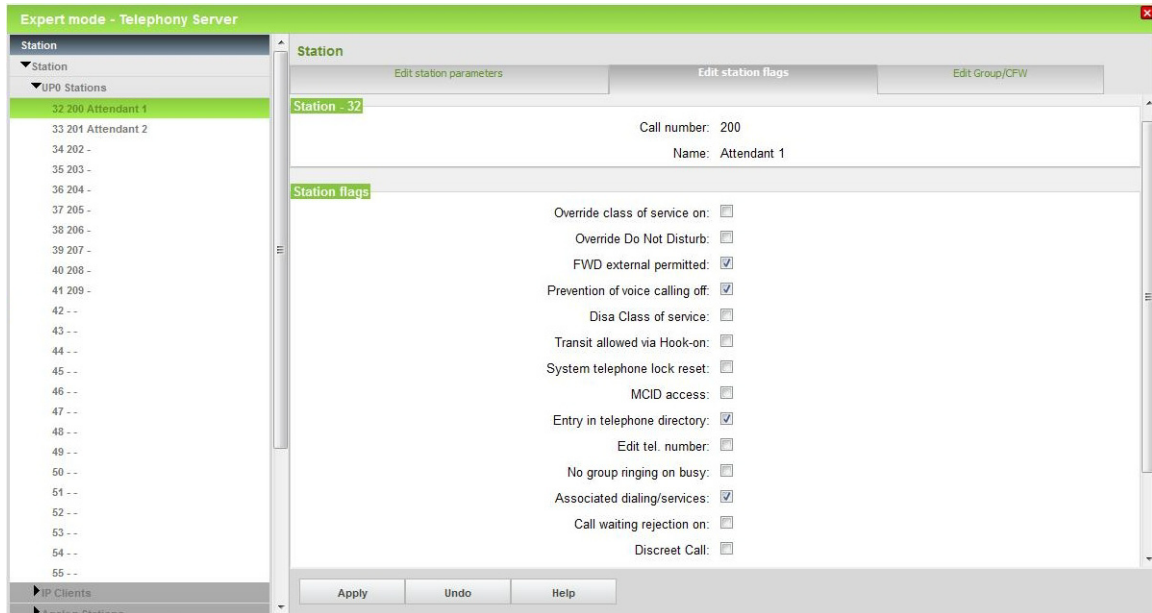 Expert mode - Telephony Server
Station
Station
UP0 Stations
32 200 Attendant 1
33 201 Attendant 2
34 202 -
35 203 -
36 204 -
37 205 -
38 206 -
39 207 -
40 208 -
41 209 -
42 - -
43 - -
44 - -
45 - -
46 - -
47 - -
48 - -
49 - -
50 - -
51 - -
52 - -
53 - -
54 - -
55 - -
IP Clients
Analog Stations
Station
Edit station parameters
Edit station flags
Edit Group/CFW
Station - 32
Call number: 200
Name: Attendant 1
Station flags
Override class of service on:
Override Do Not Disturb:
FWD external permitted:
Prevention of voice calling off:
Disa Class of service:
Transit allowed via Hook-on:
System telephone lock reset:
MCID access:
Entry in telephone directory:
Edit tel. number:
No group ringing on busy:
Associated dialing/services:
Call waiting rejection on:
Discreet Call:
Apply
Undo
Help